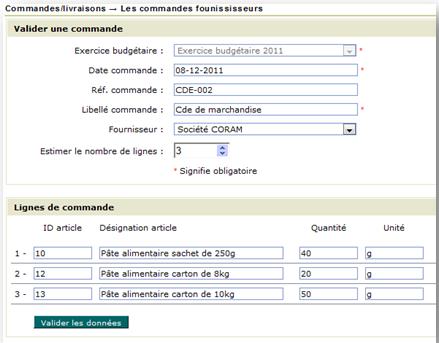 Commandes/livraisons → Les commandes founississeurs
Valider une commande
Exercice budgétaire : Exercice budgétaire 2011 *
Date commande : 08-12-2011 *
Réf. commande : CDE-002
Libellé commande : Cde de marchandise *
Fournisseur : Société CORAM
Estimer le nombre de lignes : 3
* Signifie obligatoire
Lignes de commande
ID article Désignation article Quantité Unité
1 - 10 Pâte alimentaire sachet de 250g 40 g
2 - 12 Pâte alimentaire carton de 8kg 20 g
3 - 13 Pâte alimentaire carton de 10kg 50 g
Valider les données